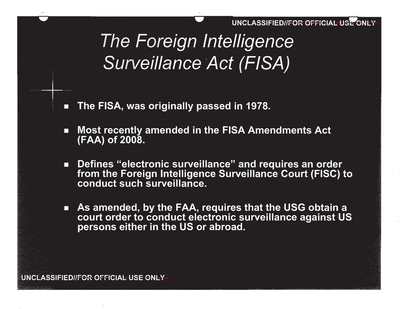 UNCLASSIFIED//FOR OFFICIAL USE ONLY
The Foreign Intelligence
Surveillance Act (FISA)
The FISA, was originally passed in 1978.
Most recently amended in the FISA Amendments Act
(FAA) of 2008.
Defines “electronic surveillance” and requires an order
from the Foreign Intelligence Surveillance Court (FISC) to
conduct such surveillance.
As amended, by the FAA, requires that the USG obtain a
court order to conduct electronic surveillance against US
persons either in the US or abroad.
UNCLASSIFIED//FOR OFFICIAL USE ONLY